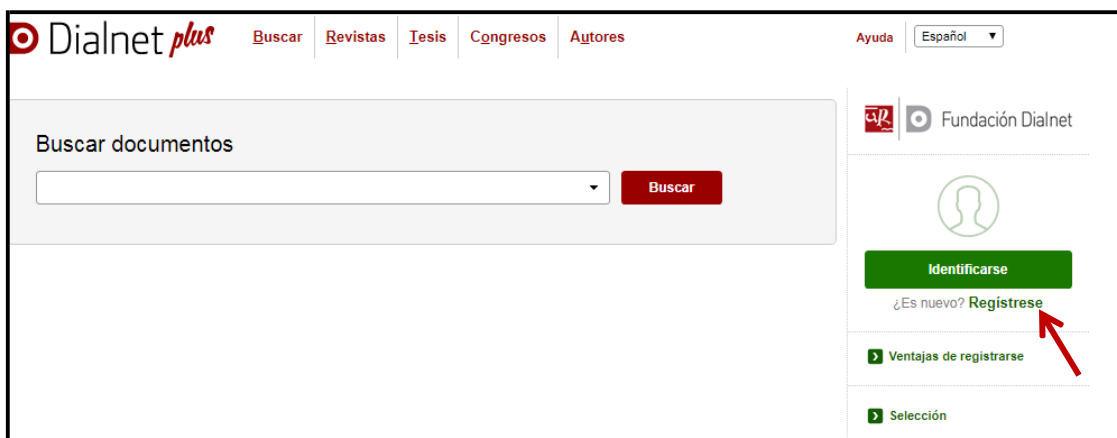 Dialnet plus
Buscar Revistas Tesis Congresos Autores
Ayuda Español
Buscar documentos
Buscar
UR Fundación Dialnet
Identificarse
¿Es nuevo? Regístrese
Ventajas de registrarse
Selección